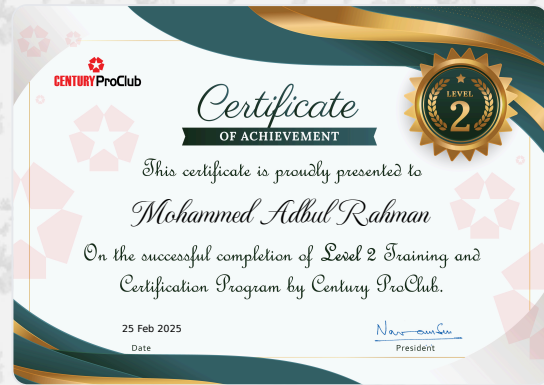 CENTURY ProClub
LEVEL
2
Certificate
OF ACHIEVEMENT
This certificate is proudly presented to
Mohammed Adbul Rahman
On the successful completion of Level 2 Training and
Certification Program by Century ProClub.
25 Feb 2025
Date
President